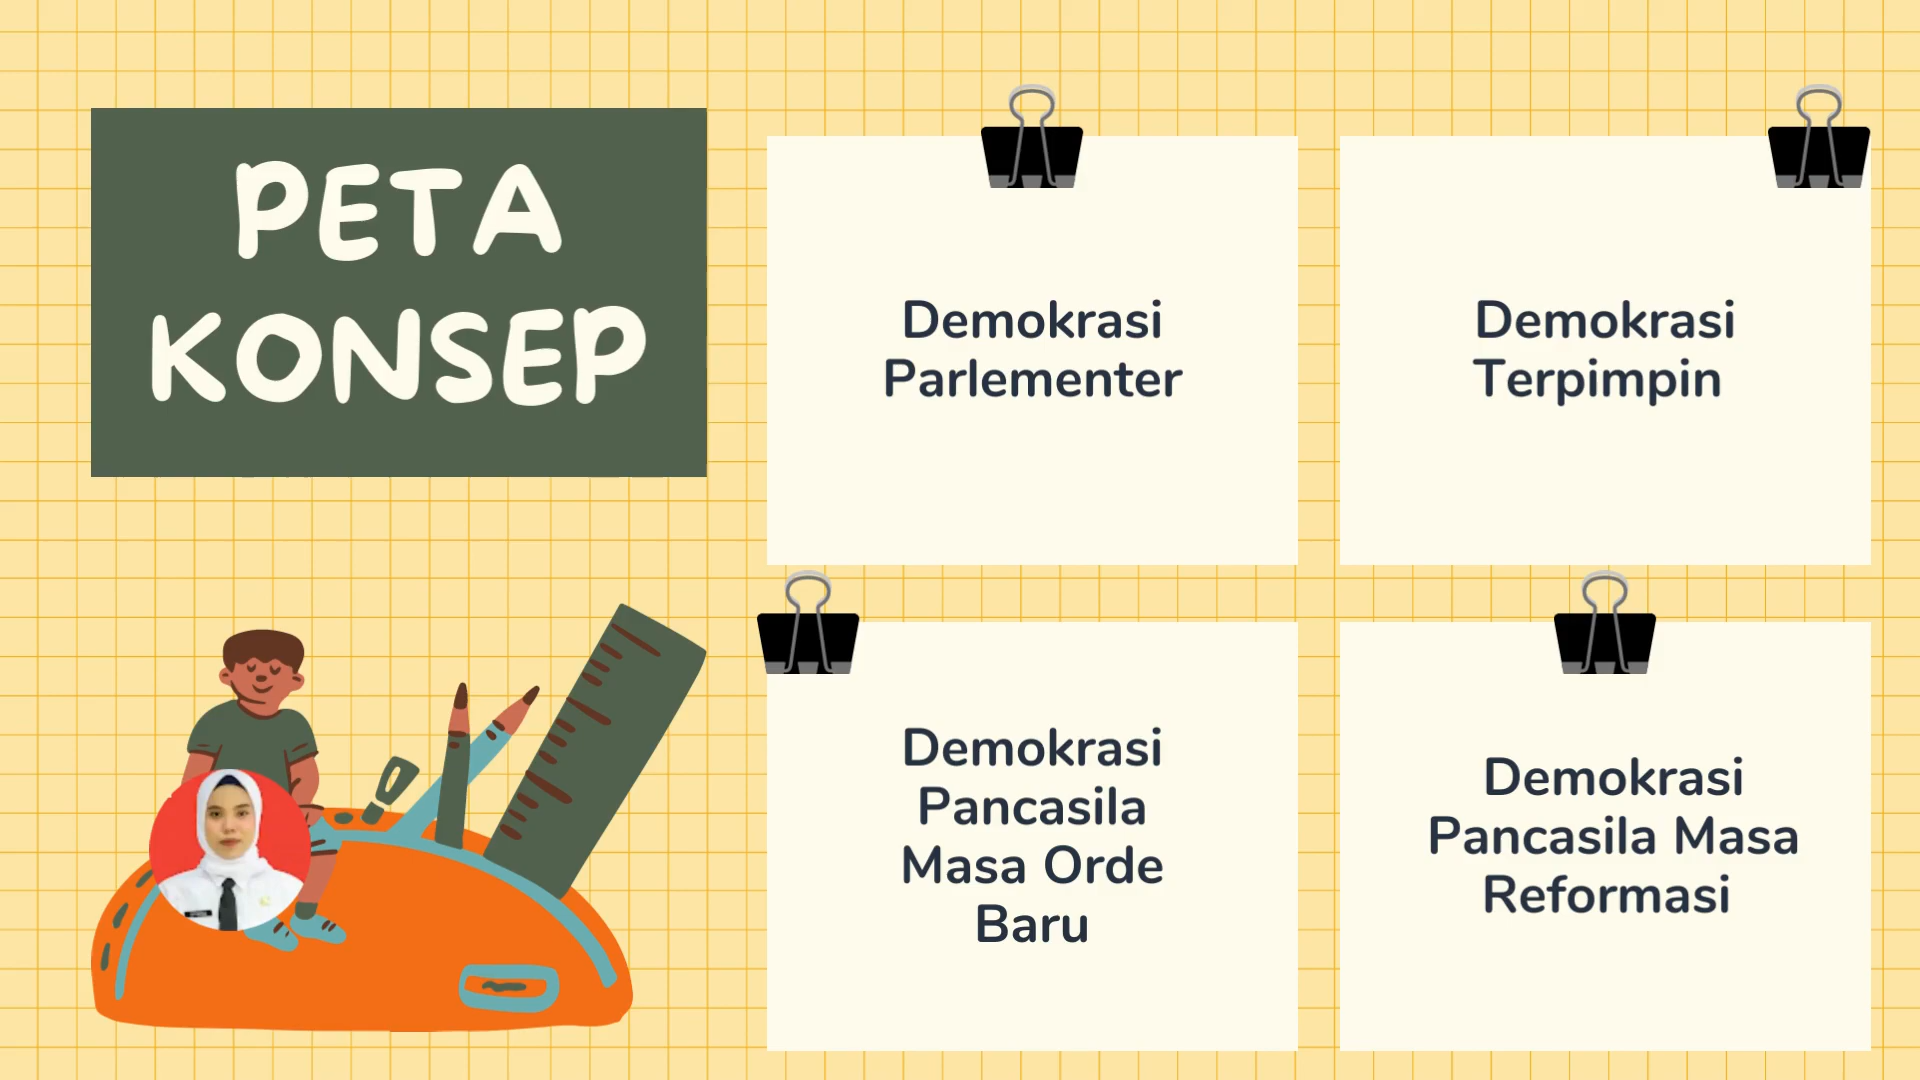 PETA
KONSEP
Demokrasi
Parlementer
Demokrasi
Terpimpin
Demokrasi
Pancasila
Masa Orde
Baru
Demokrasi
Pancasila Masa
Reformasi